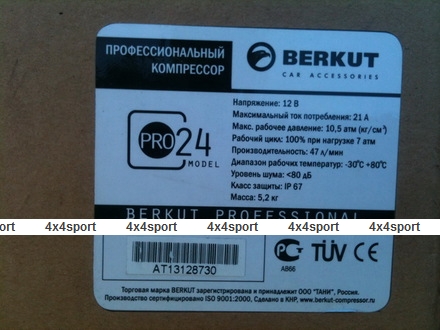 ПРОФЕССИОНАЛЬНЫЙ
КОМПРЕССОР
BERKUT
CAR ACCESSORIES
PRO 24
MODEL
Напряжение: 12 В
Максимальный ток потребления: 21 А
Макс. рабочее давление: 10,5 атм (кг/см²)
Рабочий цикл: 100% при нагрузке 7 атм
Производительность: 47 л/мин
Диапазон рабочих температур: -30°C +80°C
Уровень шума: <80 дБ
Класс защиты: IP 67
Масса: 5,2 кг
BERKUT PROFESSIONAL
4x4sport 4x4sport 4x4sport 4x4sport 4x4sport
AT13128730
АВ66
TÜV CE
Торговая марка BERKUT зарегистрирована и принадлежит ООО "ТАНИ", Россия.
Производство сертифицировано ISO 9001:2000, Сделано в КНР, www.berkut-compressor.ru